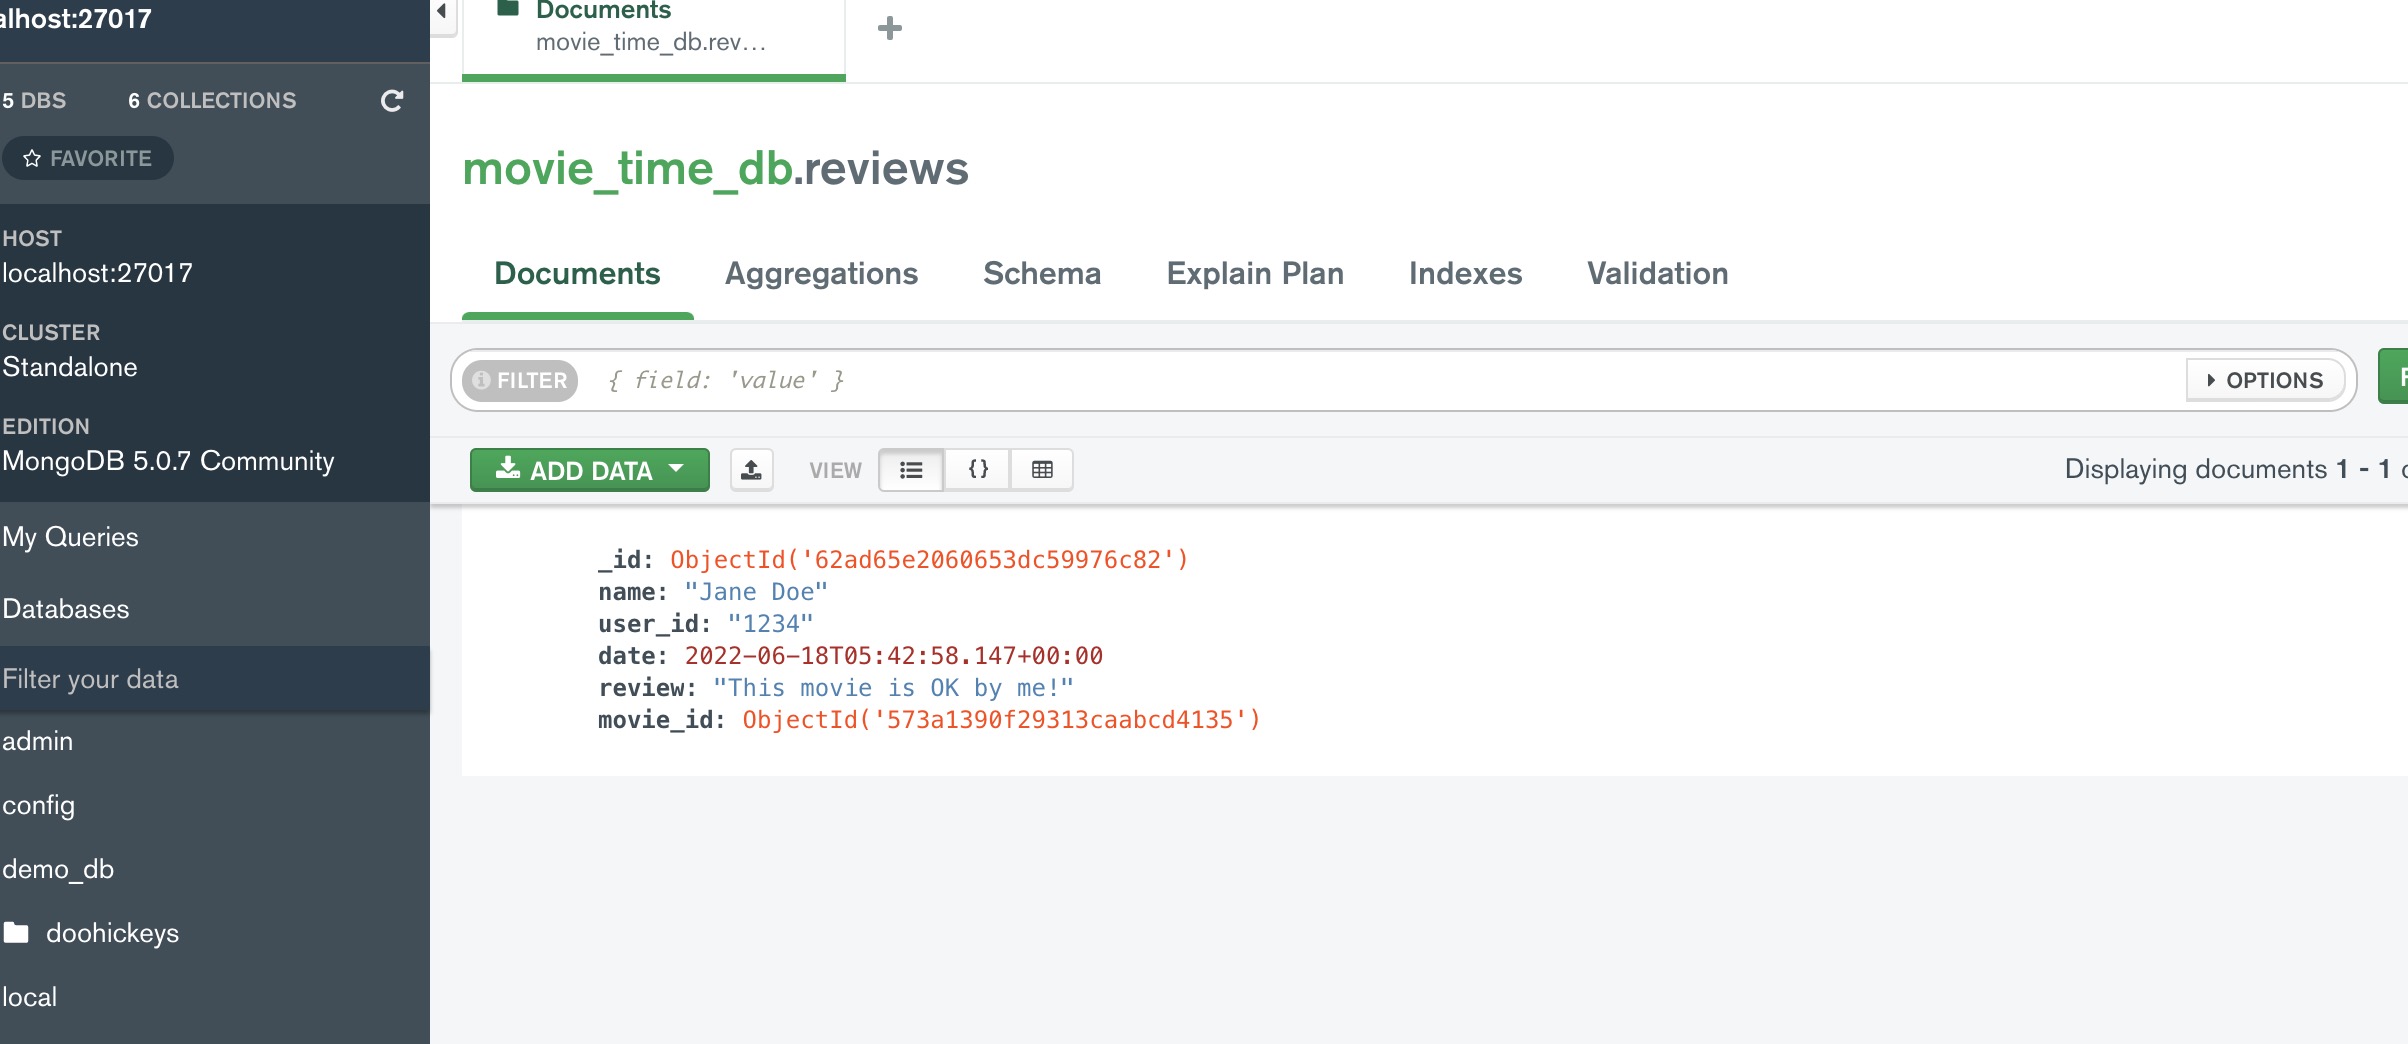 alhost:27017
5 DBS 6 COLLECTIONS
FAVORITE
HOST
localhost:27017
CLUSTER
Standalone
EDITION
MongoDB 5.0.7 Community
My Queries
Databases
Filter your data
admin
config
demo_db
doohickeys
local
Documents
movie_time_db.rev...
movie_time_db.reviews
Documents Aggregations Schema Explain Plan Indexes Validation
FILTER { field: 'value' } OPTIONS
ADD DATA VIEW { } Displaying documents 1 - 1
_id: ObjectId('62ad65e2060653dc59976c82')
name: "Jane Doe"
user_id: "1234"
date: 2022-06-18T05:42:58.147+00:00
review: "This movie is OK by me!"
movie_id: ObjectId('573a1390f29313caabcd4135')